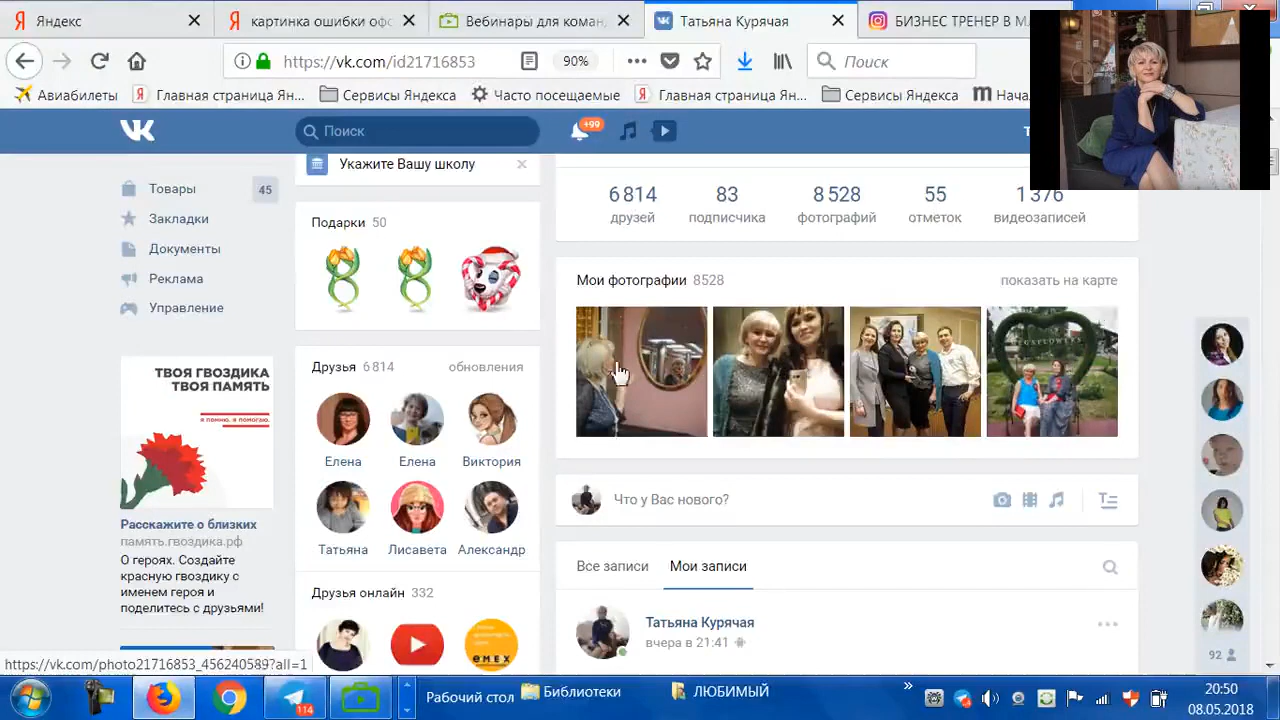 Яндекс
картинка ошибки оф
Вебинары для коман
Татьяна Курячая
БИЗНЕС ТРЕНЕР В М
https://vk.com/id21716853
90%
Поиск
Авиабилеты
Главная страница Ян...
Сервисы Яндекса
Часто посещаемые
Главная страница Ян...
Сервисы Яндекса
Нача
Поиск
+99
Т
Товары
45
Закладки
Документы
Реклама
Управление
ТВОЯ ГВОЗДИКА
ТВОЯ ПАМЯТЬ
Я ПОМНЮ. Я ПОМОГАЮ.
Расскажите о близких
память.гвоздика.рф
О героях. Создайте
красную гвоздику с
именем героя и
поделитесь с друзьями!
Укажите Вашу школу
Подарки 50
Друзья 6 814
обновления
Елена
Елена
Виктория
Татьяна
Лисавета
Александр
Друзья онлайн 332
emex
6 814
друзей
83
подписчика
8 528
фотографий
55
отметок
1 376
видеозаписей
Мои фотографии 8528
показать на карте
Что у Вас нового?
Все записи
Мои записи
Татьяна Курячая
вчера в 21:41
92
https://vk.com/photo21716853_456240589?all=1
114
Рабочий стол
Библиотеки
ЛЮБИМЫЙ
20:50
08.05.2018